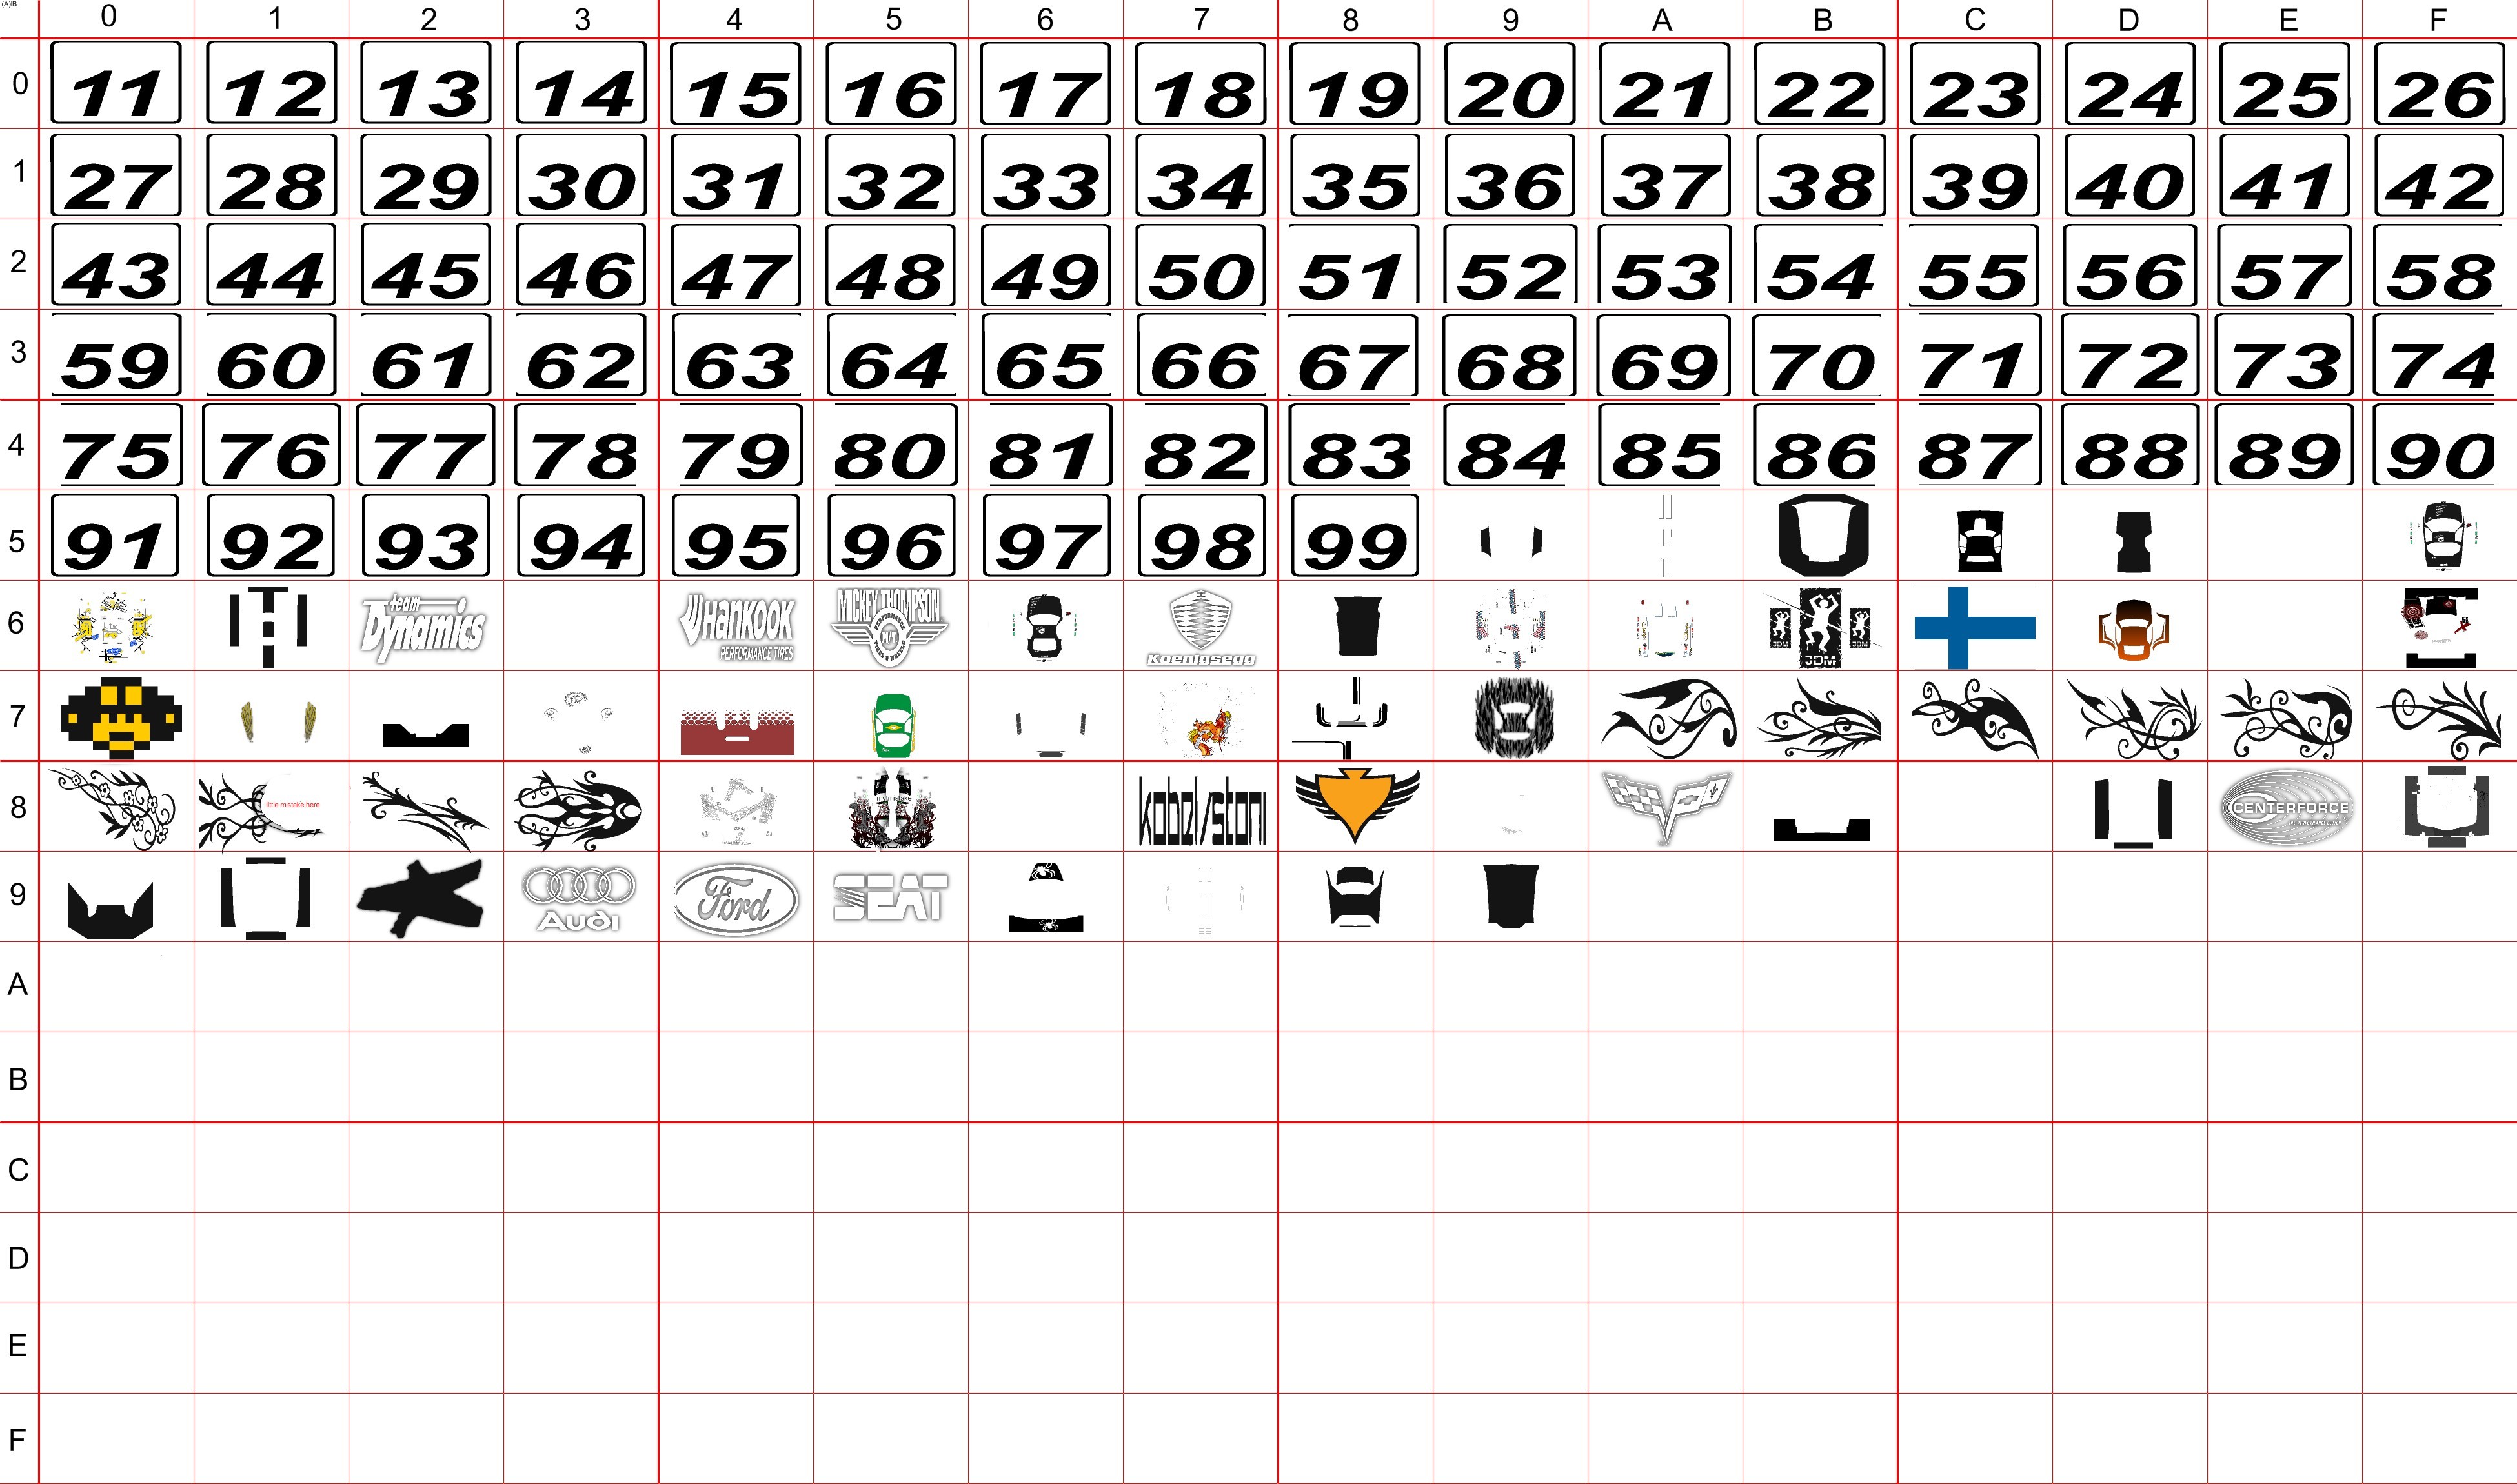 (A)IB
0 1 2 3 4 5 6 7 8 9 A B C D E F
0 11 12 13 14 15 16 17 18 19 20 21 22 23 24 25 26
1 27 28 29 30 31 32 33 34 35 36 37 38 39 40 41 42
2 43 44 45 46 47 48 49 50 51 52 53 54 55 56 57 58
3 59 60 61 62 63 64 65 66 67 68 69 70 71 72 73 74
4 75 76 77 78 79 80 81 82 83 84 85 86 87 88 89 90
5 91 92 93 94 95 96 97 98 99
6
team
Dynamics
HANKOOK
PERFORMANCE TIRES
MICKEY THOMPSON
PERFORMANCE
M/T
TIRES & WHEELS
Koenigsegg
JDM JDM JDM
7
8
little mistake here
my mistake
CENTERFORCE
9
Audi
Ford
SEAT
A
B
C
D
E
F